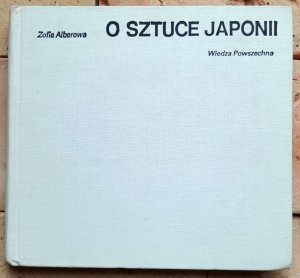 Zofia Alberowa O SZTUCE JAPONII
Wiedza Powszechna